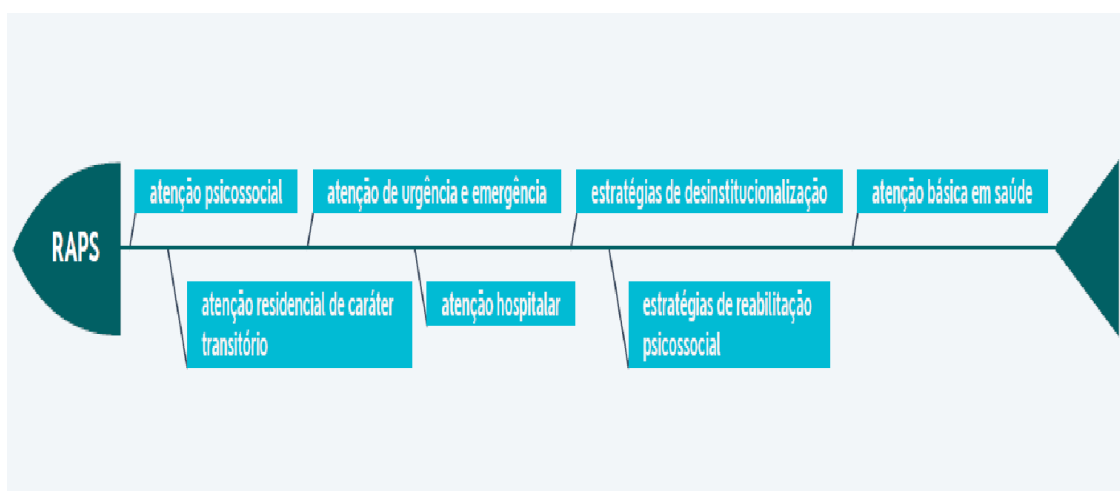 atenção psicossocial
atenção de urgência e emergência
estratégias de desinstitucionalização
atenção básica em saúde
RAPS
atenção residencial de caráter
transitório
atenção hospitalar
estratégias de reabilitação
psicossocial